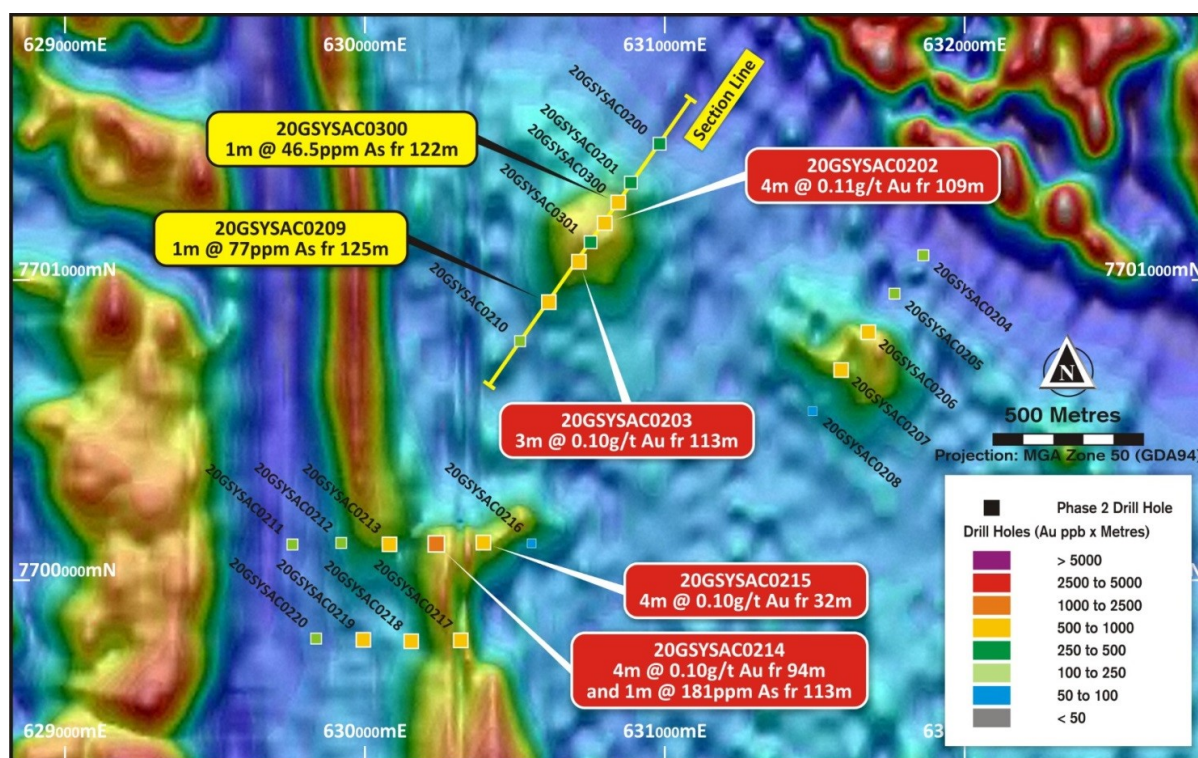 629000mE
630000mE
631000mE
632000mE
20GSYSAC0200
Section Line
20GSYSAC0201
20GSYSAC0300
20GSYSAC0301
20GSYSAC0300
1m @ 46.5ppm As fr 122m
20GSYSAC0202
4m @ 0.11g/t Au fr 109m
20GSYSAC0209
1m @ 77ppm As fr 125m
7701000mN
7701000mN
20GSYSAC0210
20GSYSAC0204
20GSYSAC0205
20GSYSAC0206
20GSYSAC0207
20GSYSAC0208
N
500 Metres
Projection: MGA Zone 50 (GDA94)
20GSYSAC0203
3m @ 0.10g/t Au fr 113m
20GSYSAC0211
20GSYSAC0212
20GSYSAC0213
20GSYSAC0216
7700000mN
20GSYSAC0220
20GSYSAC0219
20GSYSAC0218
20GSYSAC0217
20GSYSAC0215
4m @ 0.10g/t Au fr 32m
20GSYSAC0214
4m @ 0.10g/t Au fr 94m
and 1m @ 181ppm As fr 113m
Phase 2 Drill Hole
Drill Holes (Au ppb x Metres)
> 5000
2500 to 5000
1000 to 2500
500 to 1000
250 to 500
100 to 250
50 to 100
< 50
629000mE
630000mE
631000mE